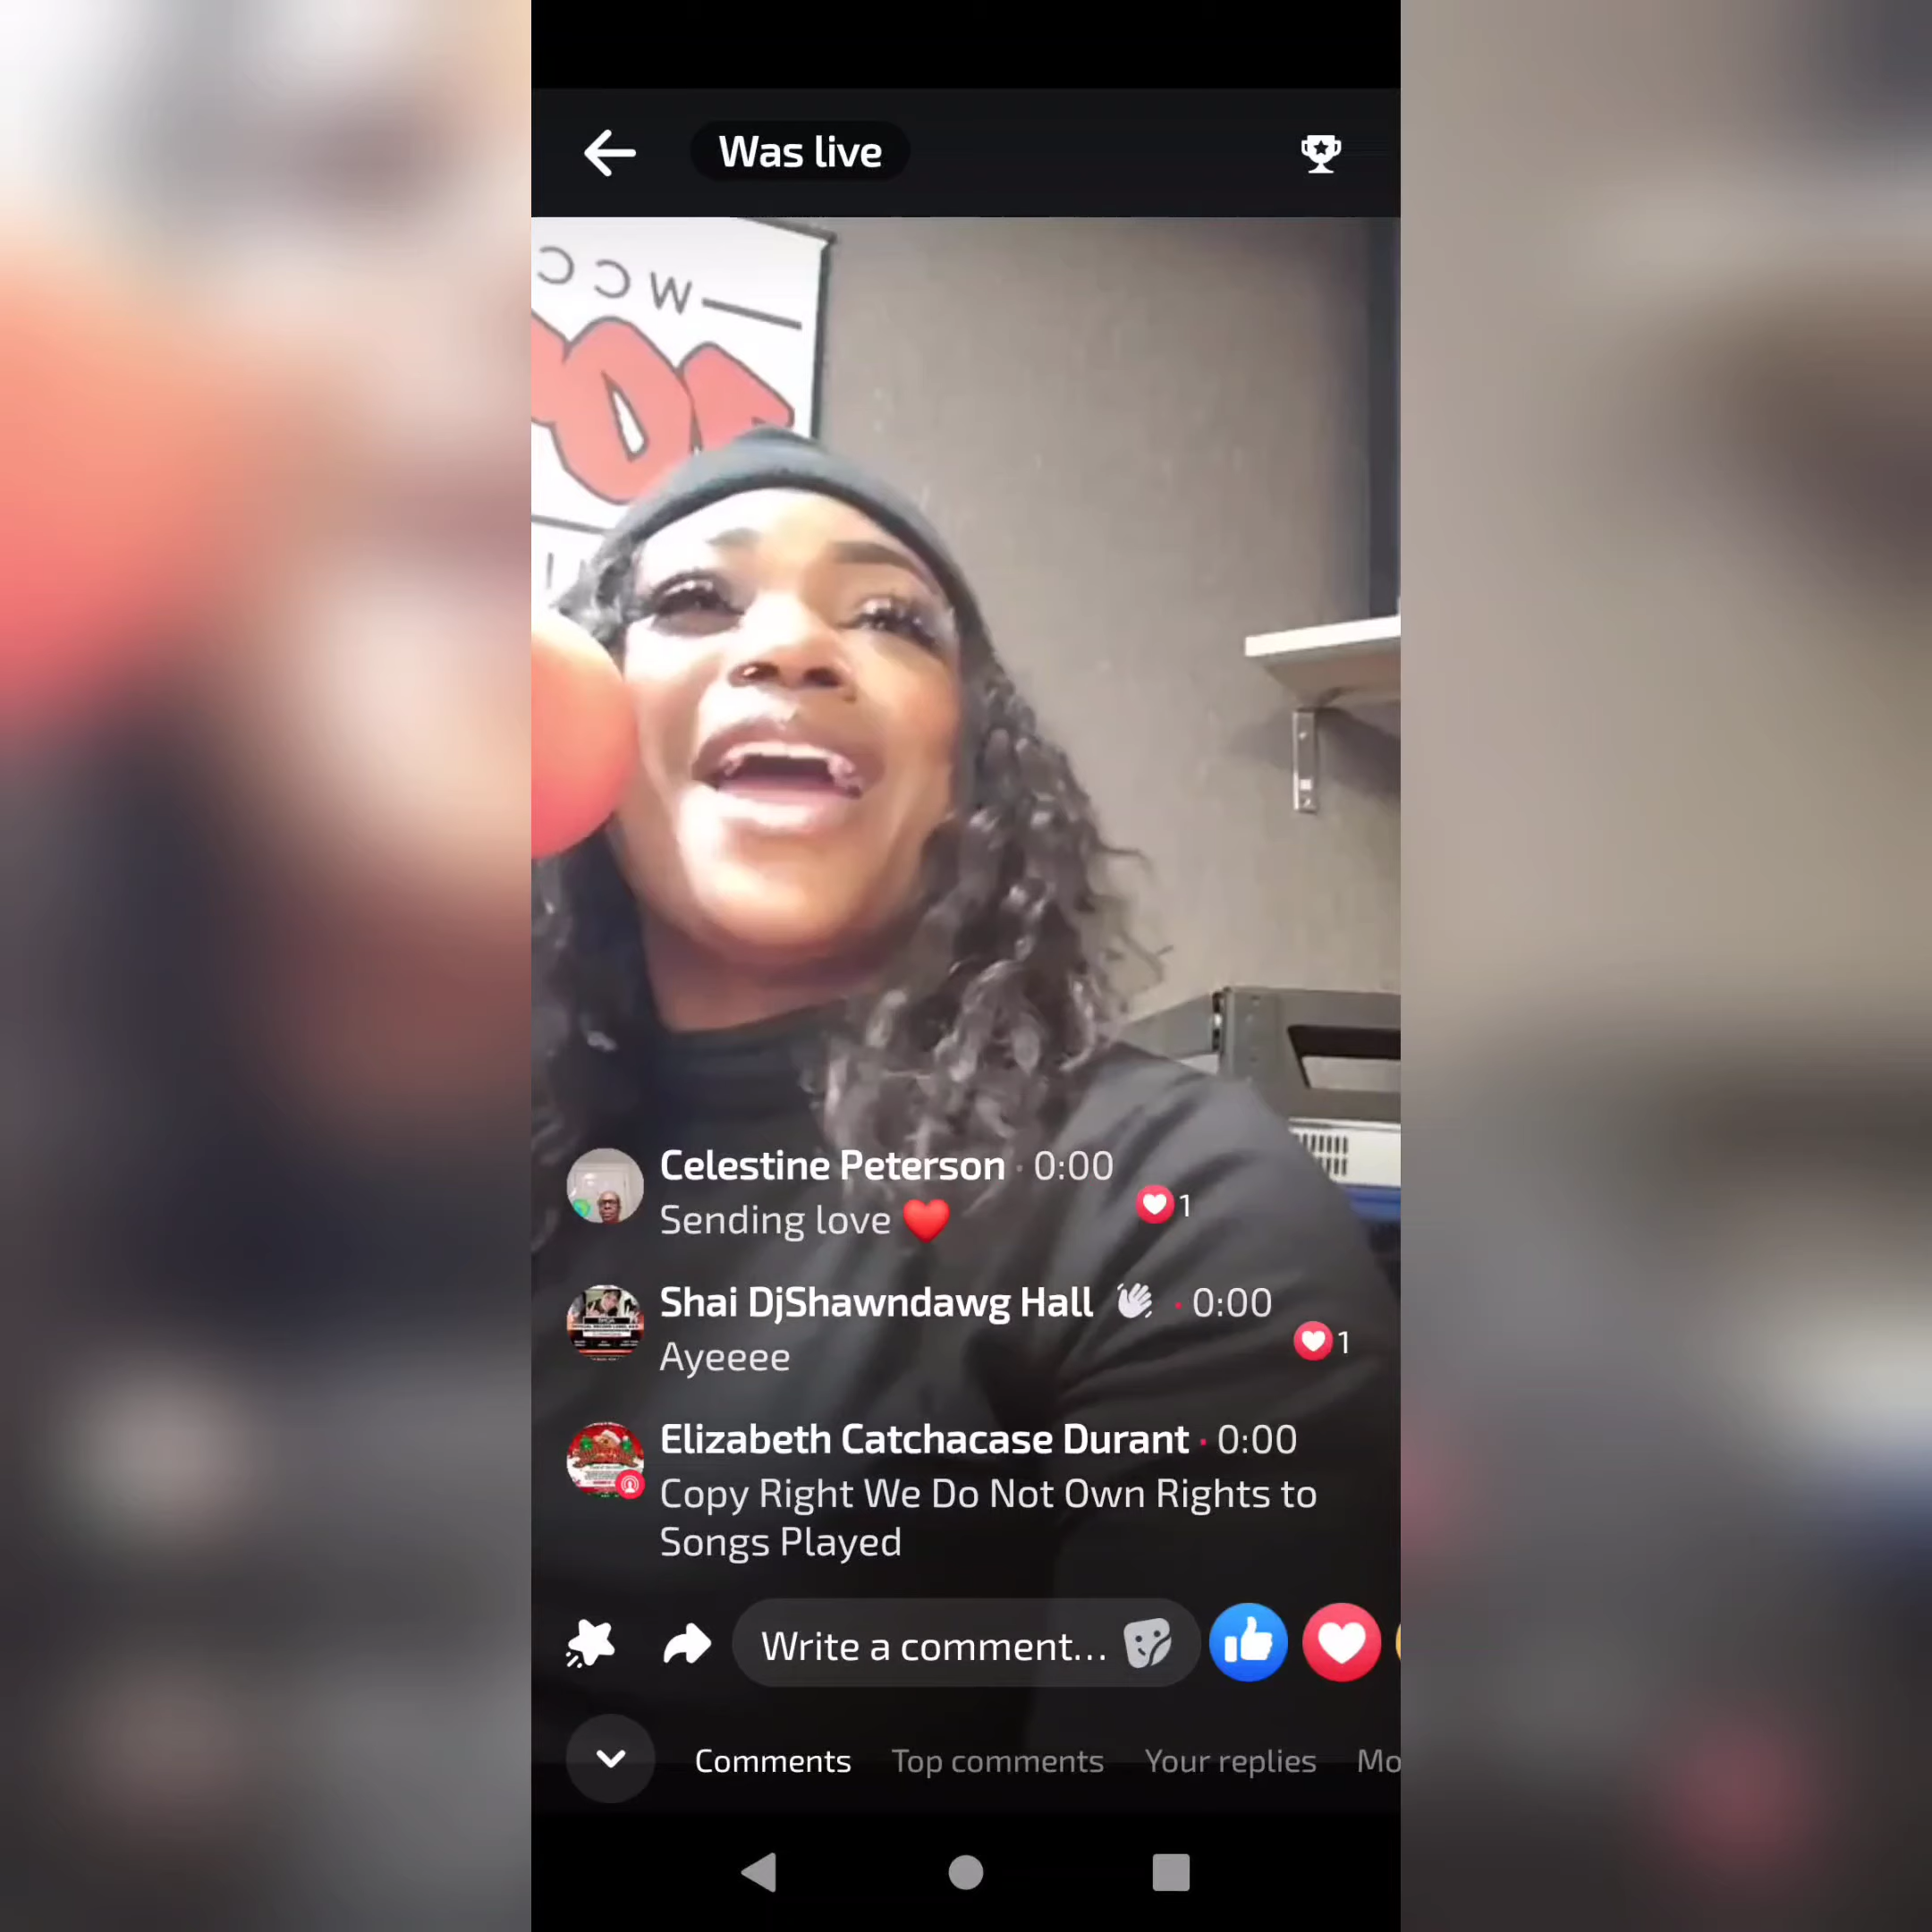 Was live
WCC
Celestine Peterson · 0:00
Sending love ❤️
1
Shai DjShawndawg Hall 👋 · 0:00
1
Ayeeee
Elizabeth Catchacase Durant · 0:00
Copy Right We Do Not Own Rights to
Songs Played
Write a comment...
Comments Top comments Your replies Mo